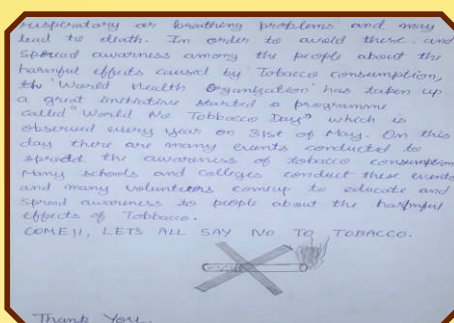 respiratory or breathing problems and may
lead to death. In order to avoid these and
spread awareness among the people about the
harmful effects caused by Tobacco consumption,
the 'World Health Organization' has taken up
a great initiative started a programme
called "World No Tobbacco Day" which is
observed every year on 31st of May. On this
day there are many events conducted to
spread the awareness of tobacco consumption
Many schools and colleges conduct these events
and many volunteers comeup to educate and
spread awareness to people about the harmful
effects of Tobbacco.
COME!!, LETS ALL SAY NO TO TOBACCO.
Thank You.